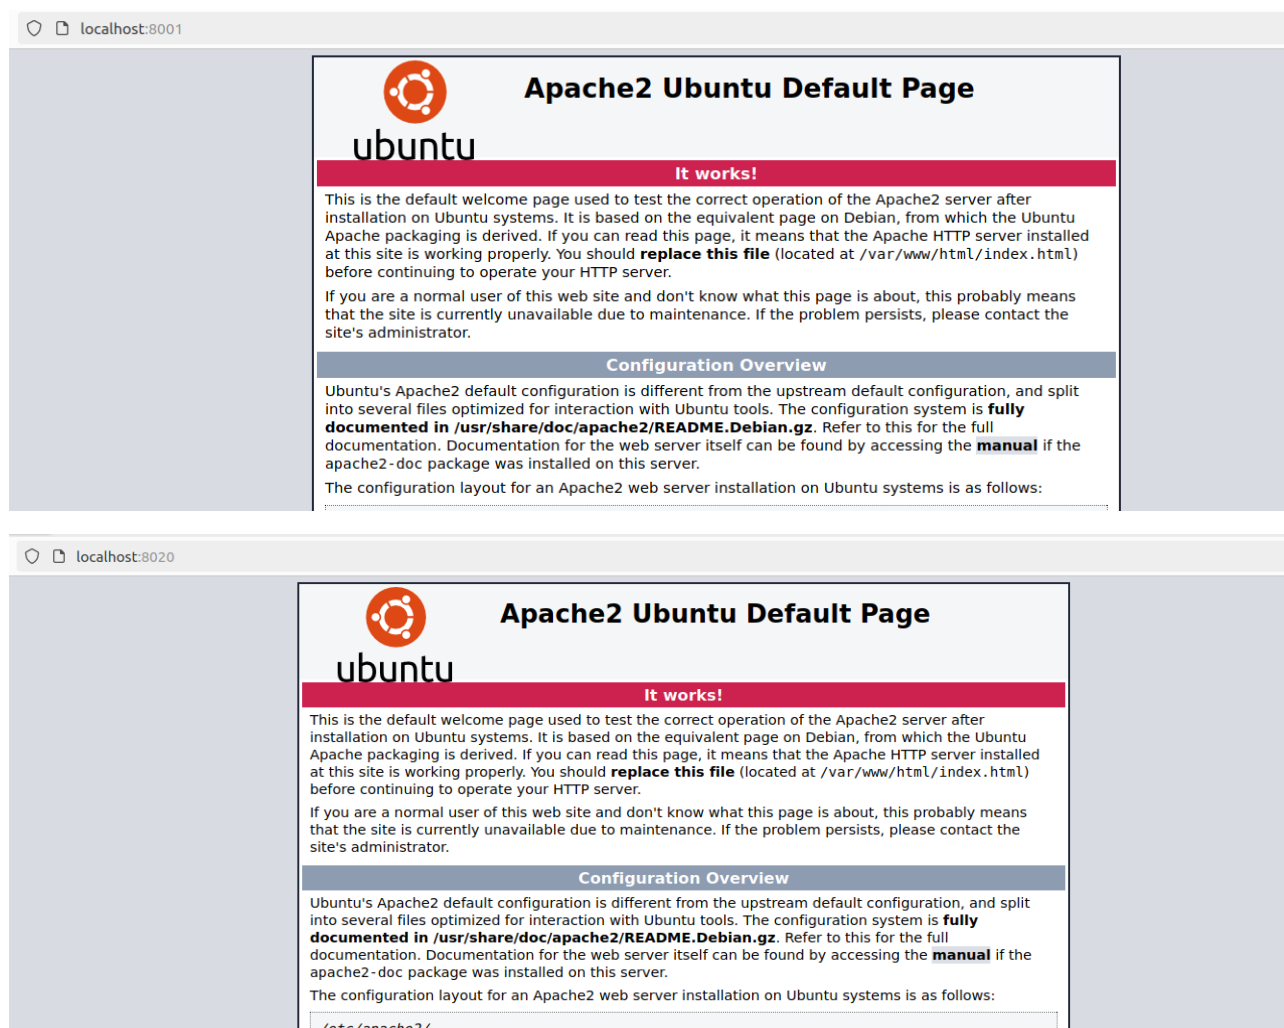 localhost:8001
ubuntu
Apache2 Ubuntu Default Page
It works!
This is the default welcome page used to test the correct operation of the Apache2 server after
installation on Ubuntu systems. It is based on the equivalent page on Debian, from which the Ubuntu
Apache packaging is derived. If you can read this page, it means that the Apache HTTP server installed
at this site is working properly. You should replace this file (located at /var/www/html/index.html)
before continuing to operate your HTTP server.
If you are a normal user of this web site and don't know what this page is about, this probably means
that the site is currently unavailable due to maintenance. If the problem persists, please contact the
site's administrator.
Configuration Overview
Ubuntu's Apache2 default configuration is different from the upstream default configuration, and split
into several files optimized for interaction with Ubuntu tools. The configuration system is fully
documented in /usr/share/doc/apache2/README.Debian.gz. Refer to this for the full
documentation. Documentation for the web server itself can be found by accessing the manual if the
apache2-doc package was installed on this server.
The configuration layout for an Apache2 web server installation on Ubuntu systems is as follows:
localhost:8020
ubuntu
Apache2 Ubuntu Default Page
It works!
This is the default welcome page used to test the correct operation of the Apache2 server after
installation on Ubuntu systems. It is based on the equivalent page on Debian, from which the Ubuntu
Apache packaging is derived. If you can read this page, it means that the Apache HTTP server installed
at this site is working properly. You should replace this file (located at /var/www/html/index.html)
before continuing to operate your HTTP server.
If you are a normal user of this web site and don't know what this page is about, this probably means
that the site is currently unavailable due to maintenance. If the problem persists, please contact the
site's administrator.
Configuration Overview
Ubuntu's Apache2 default configuration is different from the upstream default configuration, and split
into several files optimized for interaction with Ubuntu tools. The configuration system is fully
documented in /usr/share/doc/apache2/README.Debian.gz. Refer to this for the full
documentation. Documentation for the web server itself can be found by accessing the manual if the
apache2-doc package was installed on this server.
The configuration layout for an Apache2 web server installation on Ubuntu systems is as follows:
/etc/apache2/